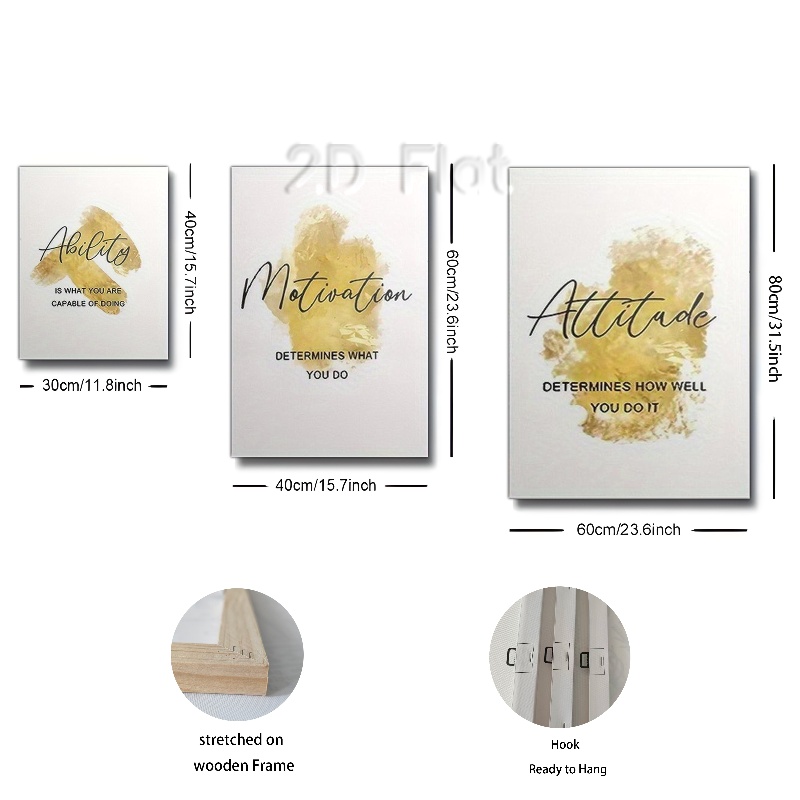 2D Flat
Ability
IS WHAT YOU ARE
CAPABLE OF DOING
40cm/15.7inch
30cm/11.8inch
Motivation
DETERMINES WHAT
YOU DO
60cm/23.6inch
40cm/15.7inch
Attitude
DETERMINES HOW WELL
YOU DO IT
80cm/31.5inch
60cm/23.6inch
stretched on
wooden Frame
Hook
Ready to Hang